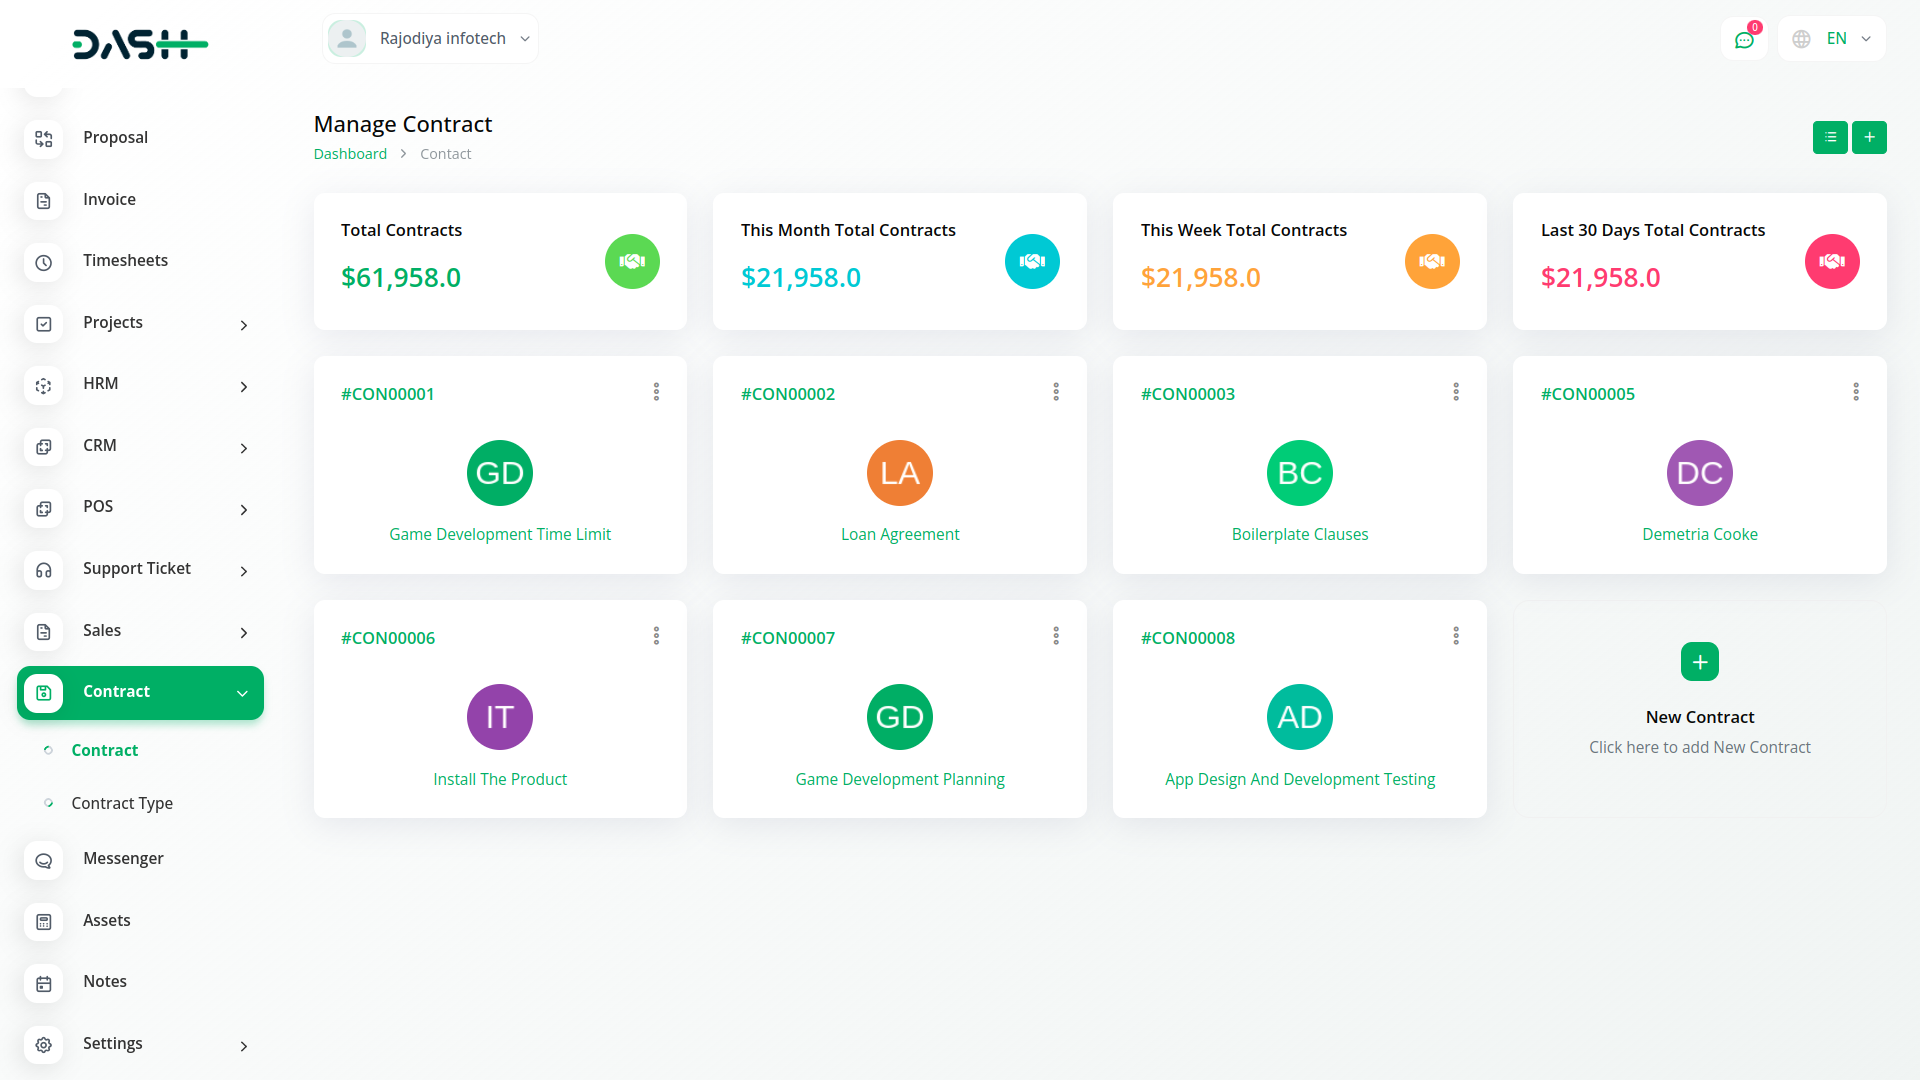 DASH
Rajodiya infotech
0
EN
Proposal
Invoice
Timesheets
Projects
HRM
CRM
POS
Support Ticket
Sales
Contract
Contract
Contract Type
Messenger
Assets
Notes
Settings
Manage Contract
Dashboard > Contact
Total Contracts
$61,958.0
This Month Total Contracts
$21,958.0
This Week Total Contracts
$21,958.0
Last 30 Days Total Contracts
$21,958.0
#CON00001
GD
Game Development Time Limit
#CON00002
LA
Loan Agreement
#CON00003
BC
Boilerplate Clauses
#CON00005
DC
Demetria Cooke
#CON00006
IT
Install The Product
#CON00007
GD
Game Development Planning
#CON00008
AD
App Design And Development Testing
New Contract
Click here to add New Contract